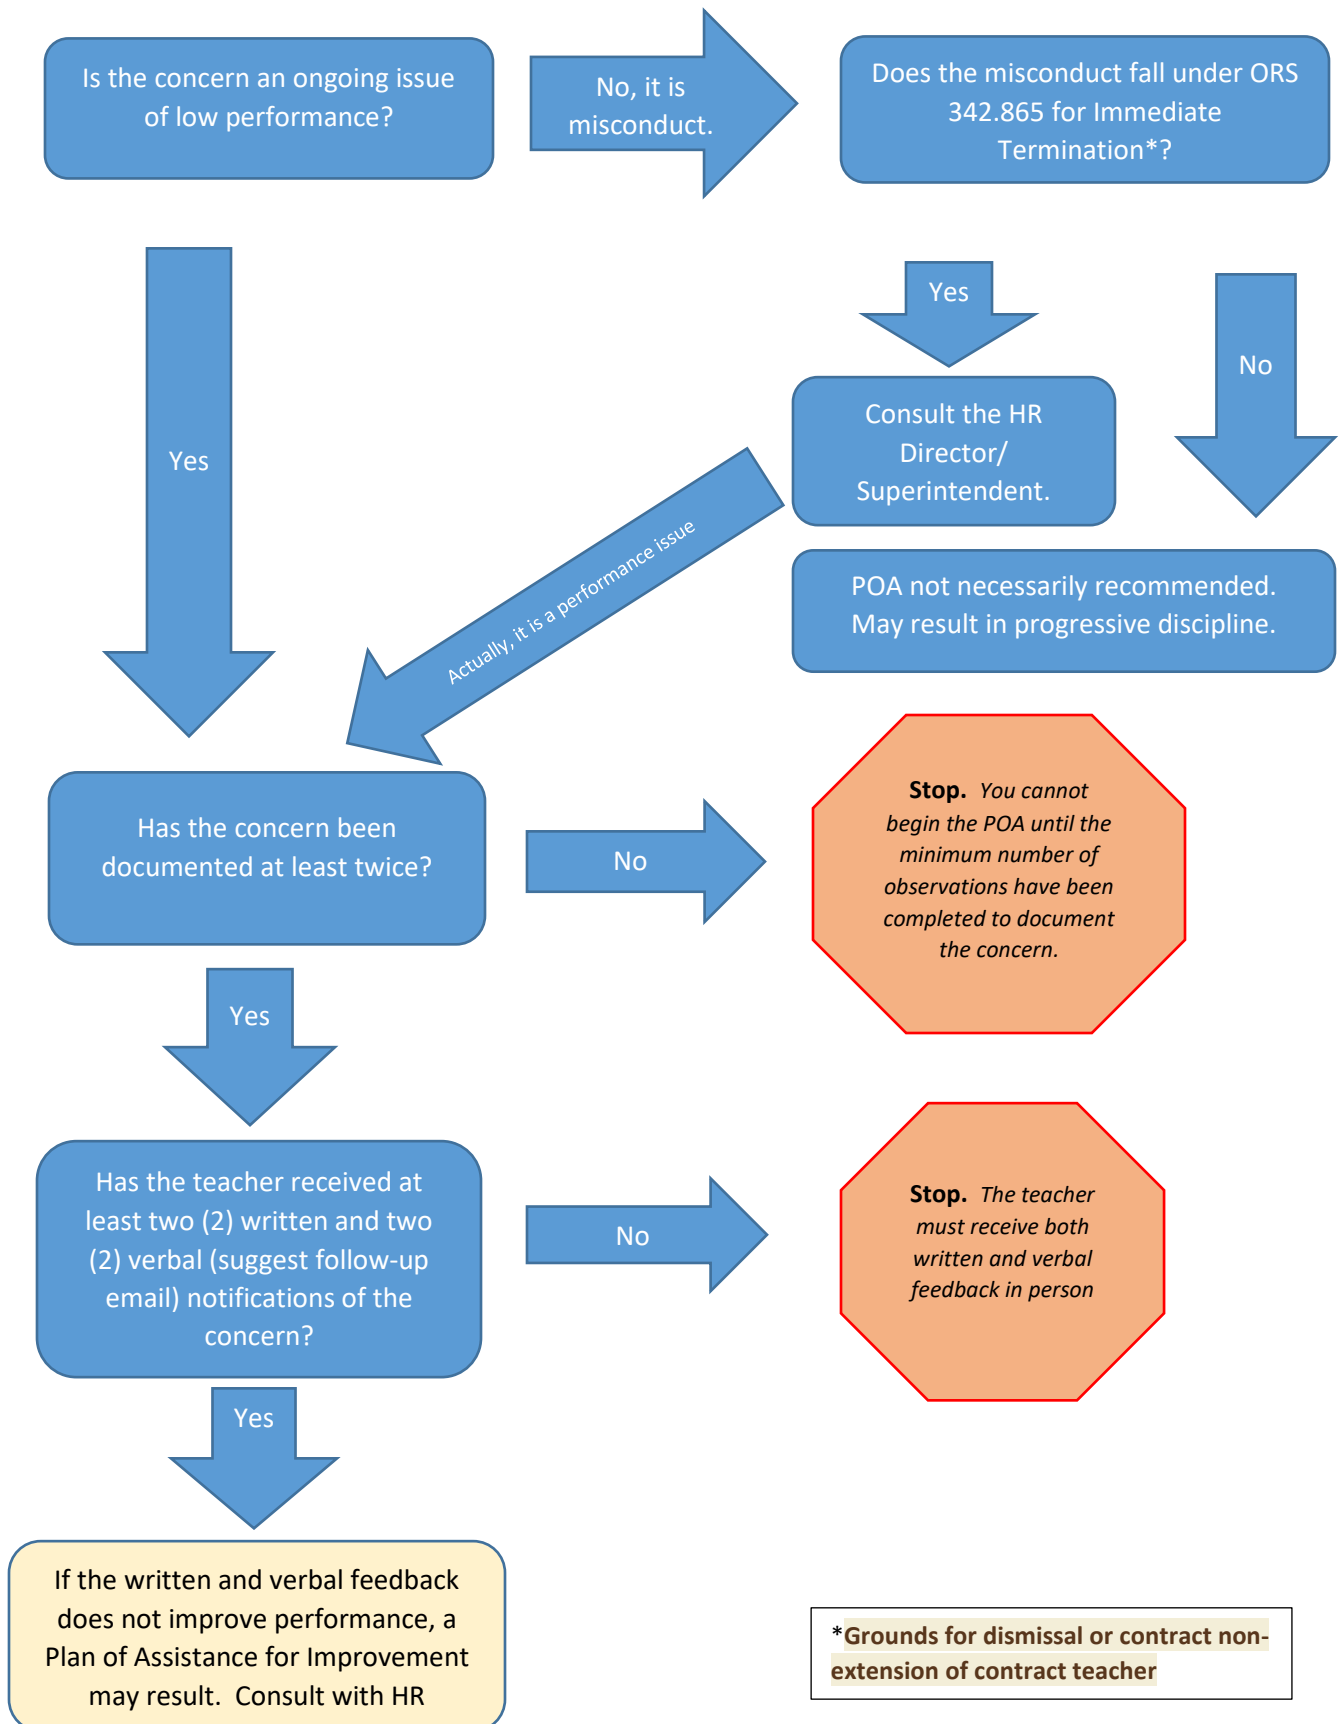 Is the concern an ongoing issue
of low performance?
No, it is
misconduct.
Does the misconduct fall under ORS
342.865 for Immediate
Termination*?
Yes
No
Yes
Consult the HR
Director/
Superintendent.
Actually, it is a performance issue
POA not necessarily recommended.
May result in progressive discipline.
Has the concern been
documented at least twice?
No
Stop. You cannot
begin the POA until the
minimum number of
observations have been
completed to document
the concern.
Yes
Has the teacher received at
least two (2) written and two
(2) verbal (suggest follow-up
email) notifications of the
concern?
No
Stop. The teacher
must receive both
written and verbal
feedback in person
Yes
If the written and verbal feedback
does not improve performance, a
Plan of Assistance for Improvement
may result. Consult with HR
*Grounds for dismissal or contract non-
extension of contract teacher